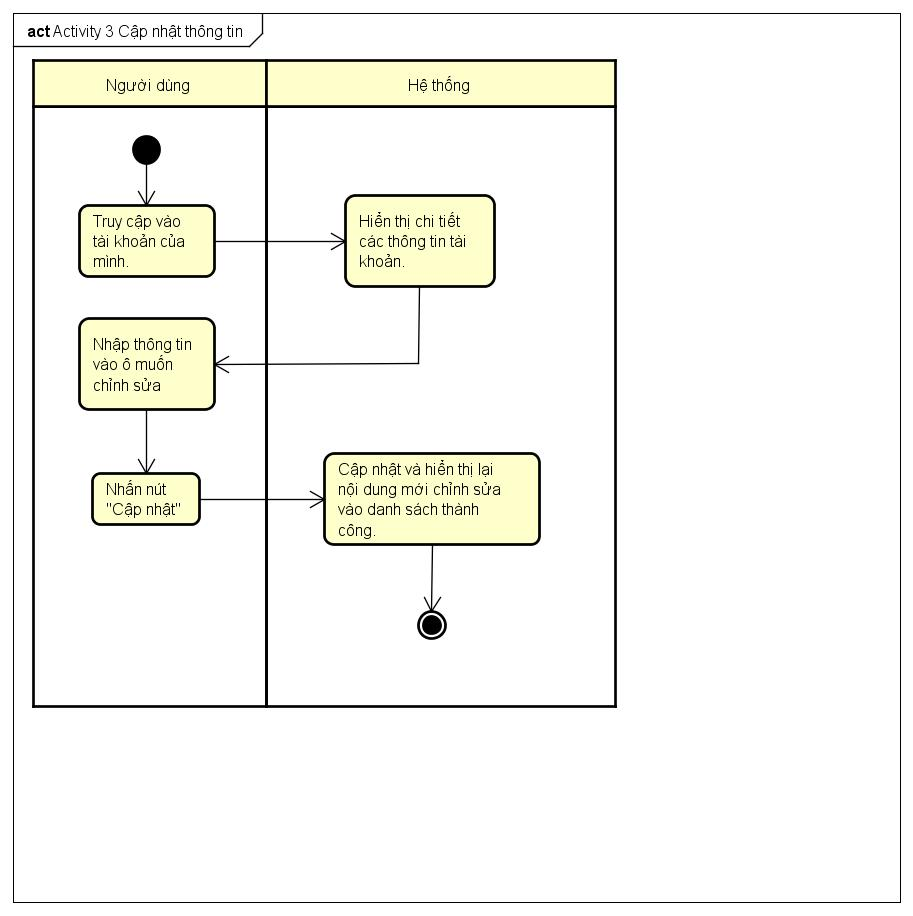 act Activity 3 Cập nhật thông tin
Người dùng
Hệ thống
Truy cập vào
tài khoản của
mình.
Hiển thị chi tiết
các thông tin tài
khoản.
Nhập thông tin
vào ô muốn
chỉnh sửa
Nhấn nút
"Cập nhật"
Cập nhật và hiển thị lại
nội dung mới chỉnh sửa
vào danh sách thành
công.